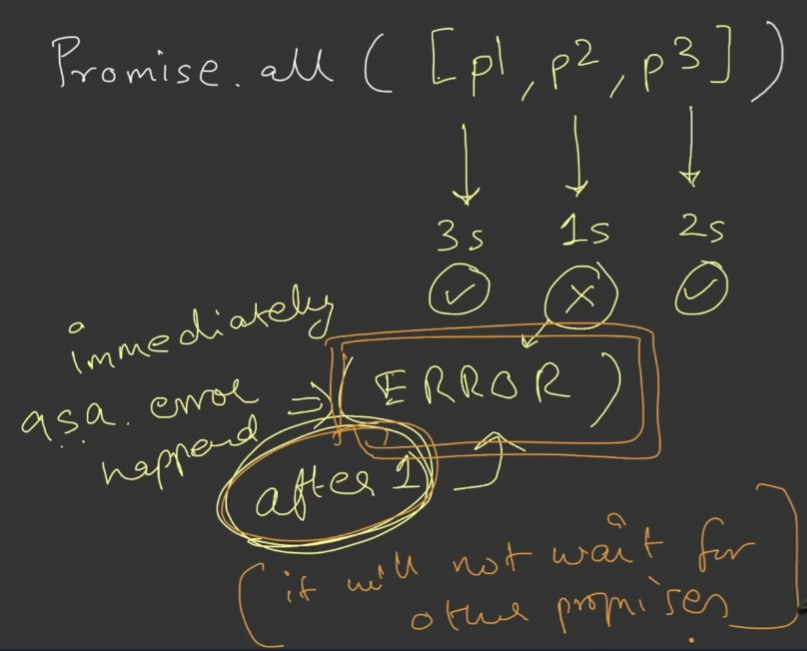 Promise.all ( [p1, p2, p3] )
3s 1s 2s
immediately
a.s.a. error
happend
=> ( ERROR )
after 1
(it will not wait for
other promises)